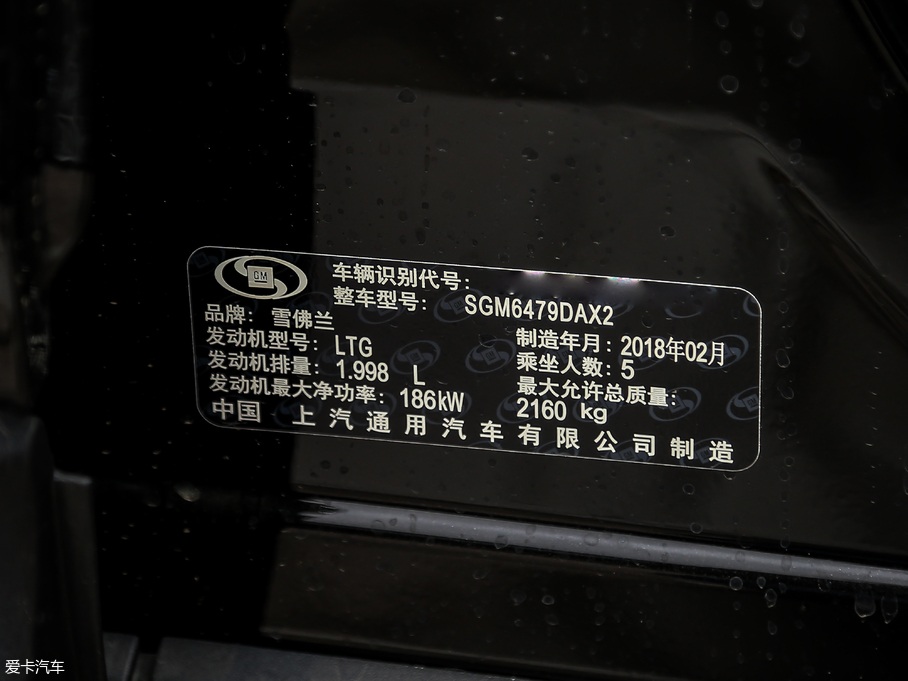 GM
车辆识别代号:
整车型号: SGM6479DAX2
品牌: 雪佛兰
发动机型号: LTG
制造年月: 2018年02月
发动机排量: 1.998 L
乘坐人数: 5
发动机最大净功率: 186kW
最大允许总质量:
2160 kg
中国 上汽通用汽车有限公司制造
爱卡汽车